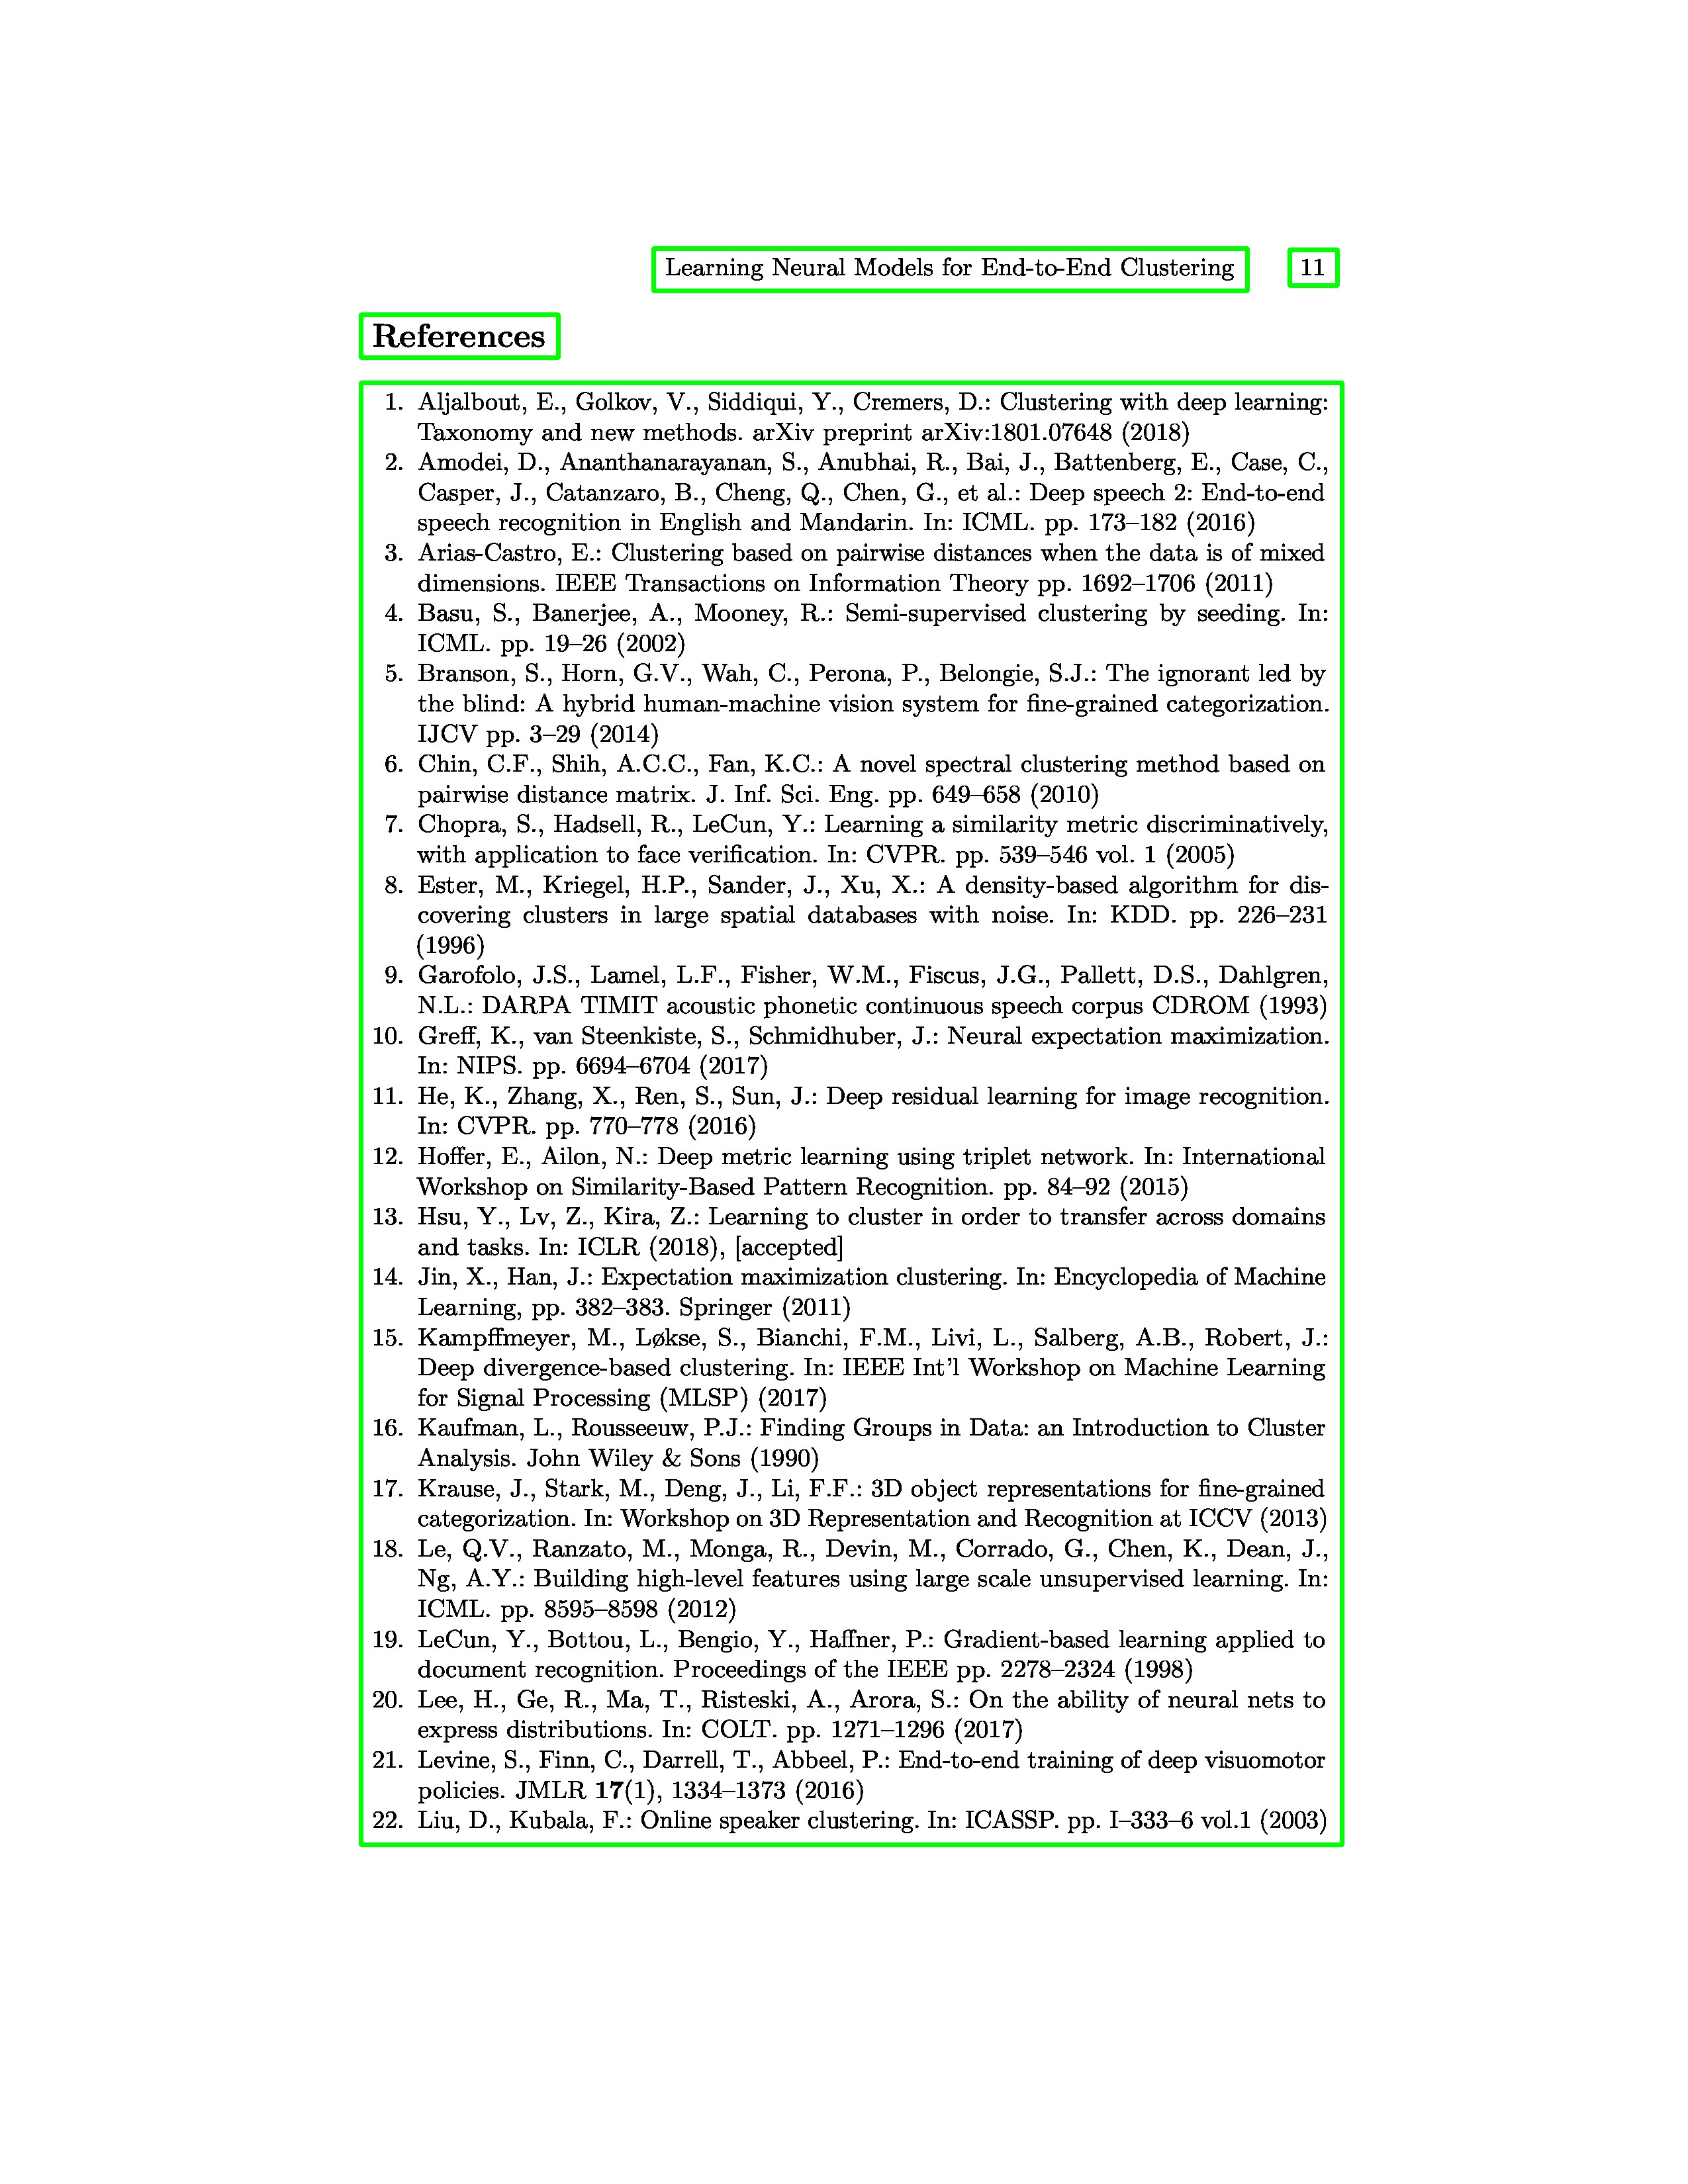 Learning Neural Models for End-to-End Clustering 11
References
1. Aljalbout, E., Golkov, V., Siddiqui, Y., Cremers, D.: Clustering with deep learning:
Taxonomy and new methods. arXiv preprint arXiv:1801.07648 (2018)
2. Amodei, D., Ananthanarayanan, S., Anubhai, R., Bai, J., Battenberg, E., Case, C.,
Casper, J., Catanzaro, B., Cheng, Q., Chen, G., et al.: Deep speech 2: End-to-end
speech recognition in English and Mandarin. In: ICML. pp. 173–182 (2016)
3. Arias-Castro, E.: Clustering based on pairwise distances when the data is of mixed
dimensions. IEEE Transactions on Information Theory pp. 1692–1706 (2011)
4. Basu, S., Banerjee, A., Mooney, R.: Semi-supervised clustering by seeding. In:
ICML. pp. 19–26 (2002)
5. Branson, S., Horn, G.V., Wah, C., Perona, P., Belongie, S.J.: The ignorant led by
the blind: A hybrid human-machine vision system for fine-grained categorization.
IJCV pp. 3–29 (2014)
6. Chin, C.F., Shih, A.C.C., Fan, K.C.: A novel spectral clustering method based on
pairwise distance matrix. J. Inf. Sci. Eng. pp. 649–658 (2010)
7. Chopra, S., Hadsell, R., LeCun, Y.: Learning a similarity metric discriminatively,
with application to face verification. In: CVPR. pp. 539–546 vol. 1 (2005)
8. Ester, M., Kriegel, H.P., Sander, J., Xu, X.: A density-based algorithm for dis-
covering clusters in large spatial databases with noise. In: KDD. pp. 226–231
(1996)
9. Garofolo, J.S., Lamel, L.F., Fisher, W.M., Fiscus, J.G., Pallett, D.S., Dahlgren,
N.L.: DARPA TIMIT acoustic phonetic continuous speech corpus CDROM (1993)
10. Greff, K., van Steenkiste, S., Schmidhuber, J.: Neural expectation maximization.
In: NIPS. pp. 6694–6704 (2017)
11. He, K., Zhang, X., Ren, S., Sun, J.: Deep residual learning for image recognition.
In: CVPR. pp. 770–778 (2016)
12. Hoffer, E., Ailon, N.: Deep metric learning using triplet network. In: International
Workshop on Similarity-Based Pattern Recognition. pp. 84–92 (2015)
13. Hsu, Y., Lv, Z., Kira, Z.: Learning to cluster in order to transfer across domains
and tasks. In: ICLR (2018), [accepted]
14. Jin, X., Han, J.: Expectation maximization clustering. In: Encyclopedia of Machine
Learning, pp. 382–383. Springer (2011)
15. Kampffmeyer, M., Løkse, S., Bianchi, F.M., Livi, L., Salberg, A.B., Robert, J.:
Deep divergence-based clustering. In: IEEE Int'l Workshop on Machine Learning
for Signal Processing (MLSP) (2017)
16. Kaufman, L., Rousseeuw, P.J.: Finding Groups in Data: an Introduction to Cluster
Analysis. John Wiley & Sons (1990)
17. Krause, J., Stark, M., Deng, J., Li, F.F.: 3D object representations for fine-grained
categorization. In: Workshop on 3D Representation and Recognition at ICCV (2013)
18. Le, Q.V., Ranzato, M., Monga, R., Devin, M., Corrado, G., Chen, K., Dean, J.,
Ng, A.Y.: Building high-level features using large scale unsupervised learning. In:
ICML. pp. 8595–8598 (2012)
19. LeCun, Y., Bottou, L., Bengio, Y., Haffner, P.: Gradient-based learning applied to
document recognition. Proceedings of the IEEE pp. 2278–2324 (1998)
20. Lee, H., Ge, R., Ma, T., Risteski, A., Arora, S.: On the ability of neural nets to
express distributions. In: COLT. pp. 1271–1296 (2017)
21. Levine, S., Finn, C., Darrell, T., Abbeel, P.: End-to-end training of deep visuomotor
policies. JMLR 17(1), 1334–1373 (2016)
22. Liu, D., Kubala, F.: Online speaker clustering. In: ICASSP. pp. I–333–6 vol.1 (2003)